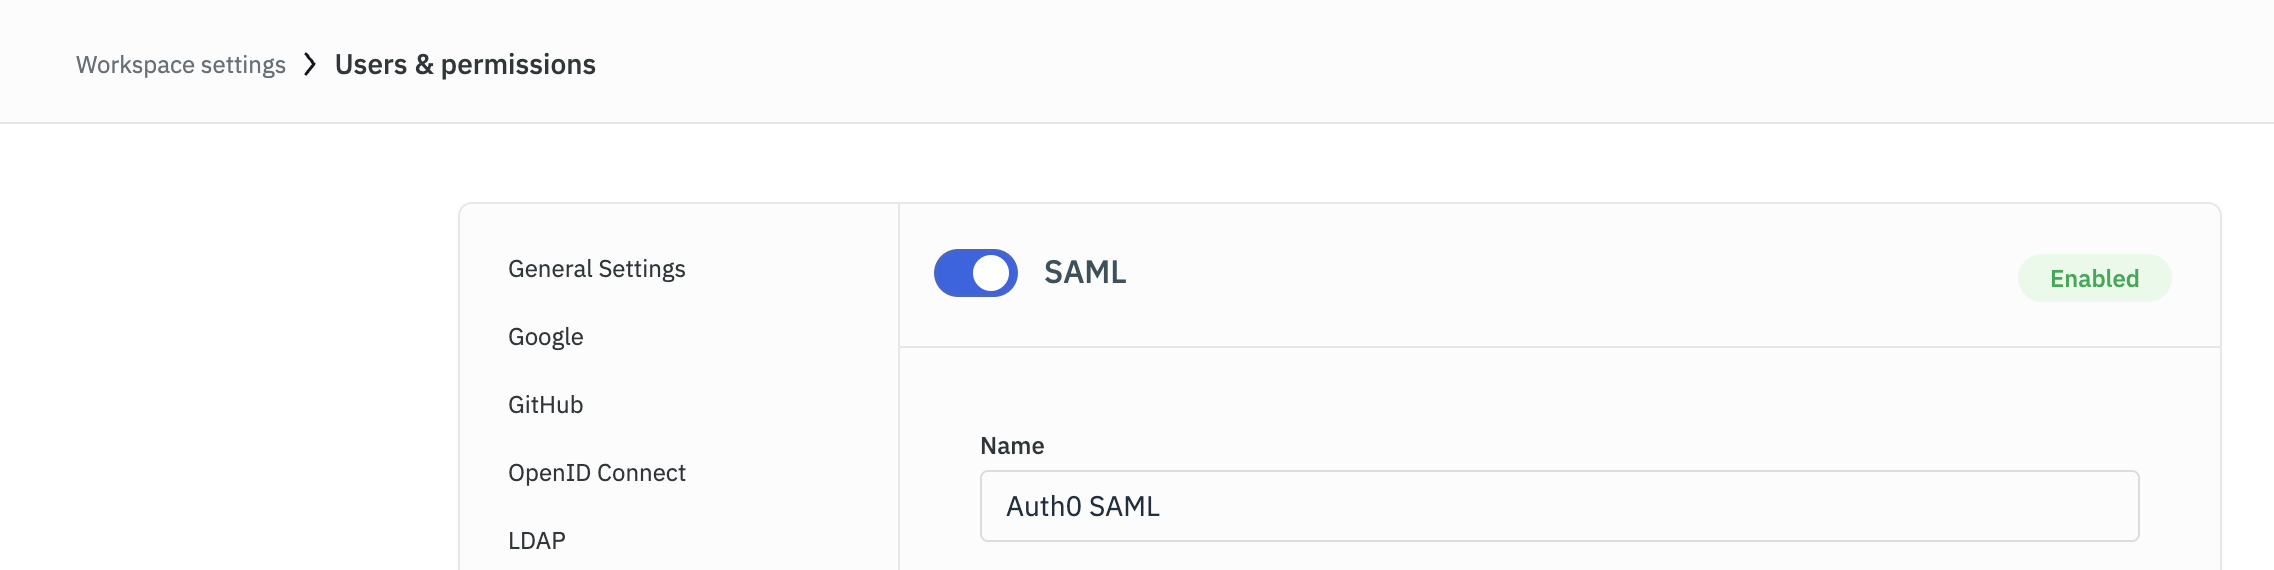 Workspace settings > Users & permissions
General Settings
Google
GitHub
OpenID Connect
LDAP
SAML
Enabled
Name
Auth0 SAML